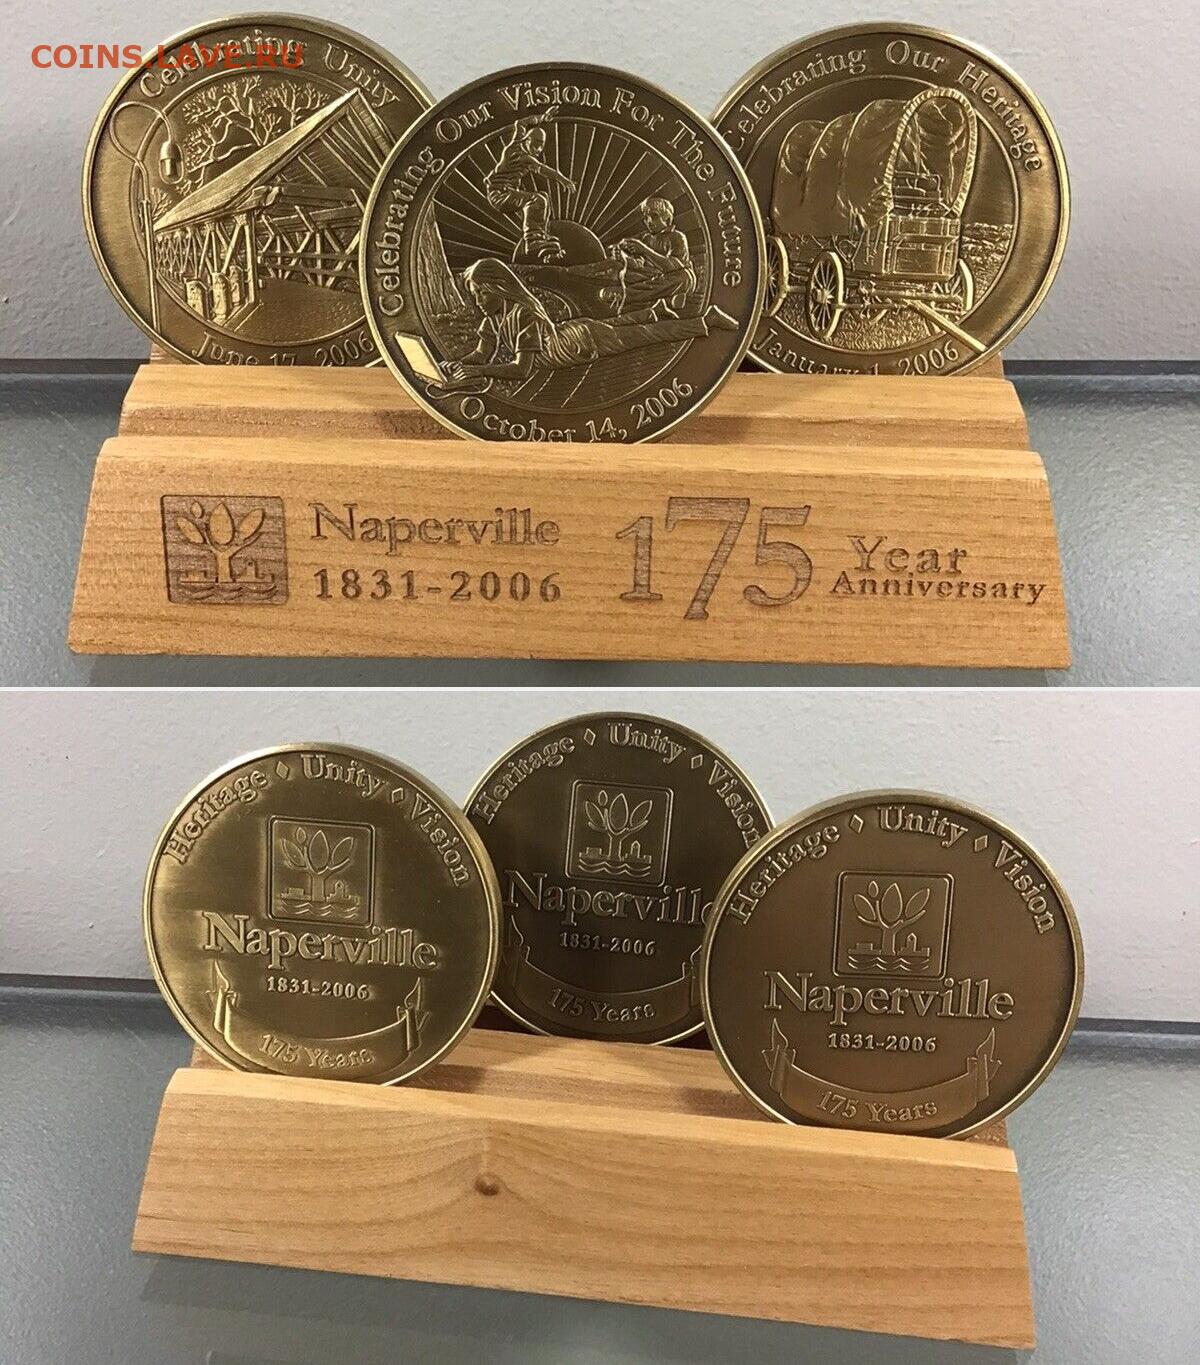 COINS.LAVE.RU
Celebrating Unity
June 17, 2006
Celebrating Our Vision For The Future
October 14, 2006
Celebrating Our Heritage
January 1, 2006
Naperville
1831-2006
175
Year
Anniversary
Heritage ◊ Unity ◊ Vision
Naperville
1831-2006
175 Years
Heritage ◊ Unity ◊ Vision
Naperville
1831-2006
175 Years
Heritage ◊ Unity ◊ Vision
Naperville
1831-2006
175 Years